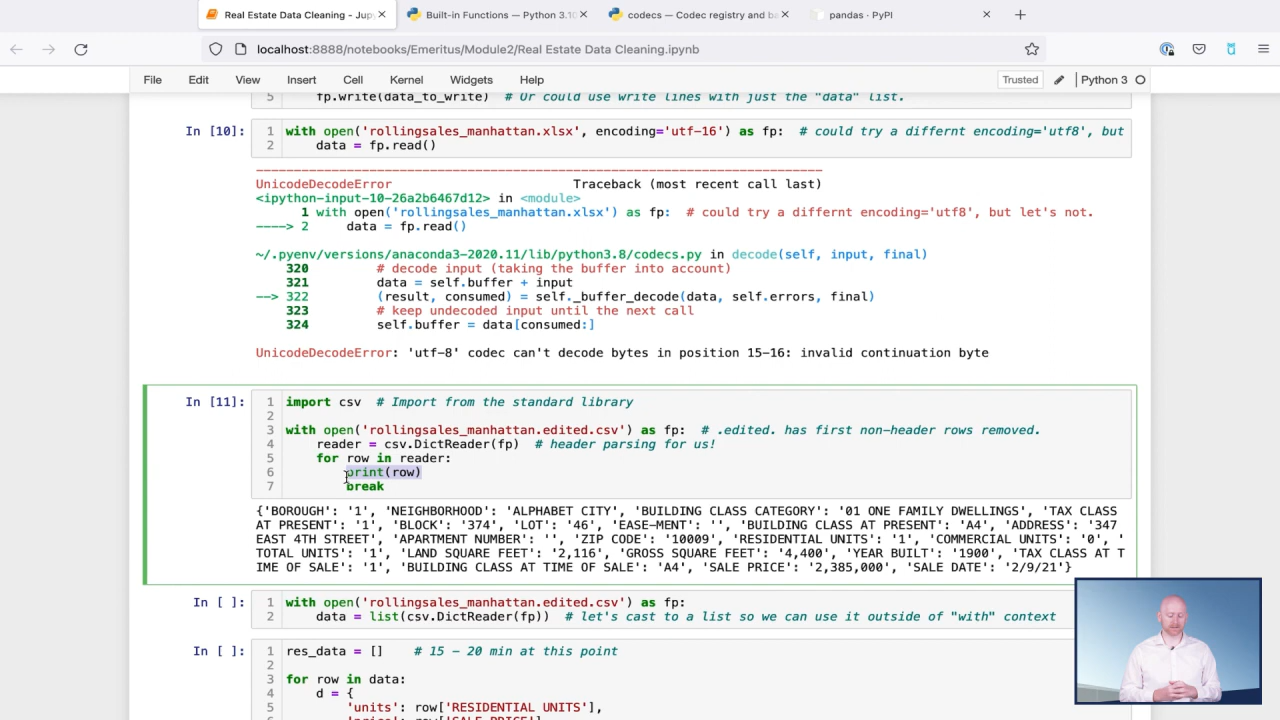 Real Estate Data Cleaning - Jup
Built-in Functions — Python 3.10
codecs — Codec registry and ba
pandas · PyPI
localhost:8888/notebooks/Emeritus/Module2/Real Estate Data Cleaning.ipynb
File Edit View Insert Cell Kernel Widgets Help Trusted Python 3
5 fp.write(data_to_write) # Or could use write lines with just the "data" list.
In [10]: 1 with open('rollingsales_manhattan.xlsx', encoding='utf-16') as fp: # could try a differnt encoding='utf8', but
2 data = fp.read()
UnicodeDecodeError Traceback (most recent call last)
<ipython-input-10-26a2b6467d12> in <module>
1 with open('rollingsales_manhattan.xlsx') as fp: # could try a differnt encoding='utf8', but let's not.
----> 2 data = fp.read()
~/.pyenv/versions/anaconda3-2020.11/lib/python3.8/codecs.py in decode(self, input, final)
320 # decode input (taking the buffer into account)
321 data = self.buffer + input
--> 322 (result, consumed) = self._buffer_decode(data, self.errors, final)
323 # keep undecoded input until the next call
324 self.buffer = data[consumed:]
UnicodeDecodeError: 'utf-8' codec can't decode bytes in position 15-16: invalid continuation byte
In [11]: 1 import csv # Import from the standard library
2
3 with open('rollingsales_manhattan.edited.csv') as fp: # .edited. has first non-header rows removed.
4 reader = csv.DictReader(fp) # header parsing for us!
5 for row in reader:
6 print(row)
7 break
{'BOROUGH': '1', 'NEIGHBORHOOD': 'ALPHABET CITY', 'BUILDING CLASS CATEGORY': '01 ONE FAMILY DWELLINGS', 'TAX CLASS
AT PRESENT': '1', 'BLOCK': '374', 'LOT': '46', 'EASE-MENT': '', 'BUILDING CLASS AT PRESENT': 'A4', 'ADDRESS': '347
EAST 4TH STREET', 'APARTMENT NUMBER': '', 'ZIP CODE': '10009', 'RESIDENTIAL UNITS': '1', 'COMMERCIAL UNITS': '0', '
TOTAL UNITS': '1', 'LAND SQUARE FEET': '2,116', 'GROSS SQUARE FEET': '4,400', 'YEAR BUILT': '1900', 'TAX CLASS AT T
IME OF SALE': '1', 'BUILDING CLASS AT TIME OF SALE': 'A4', 'SALE PRICE': '2,385,000', 'SALE DATE': '2/9/21'}
In [ ]: 1 with open('rollingsales_manhattan.edited.csv') as fp:
2 data = list(csv.DictReader(fp)) # let's cast to a list so we can use it outside of "with" context
In [ ]: 1 res_data = [] # 15 - 20 min at this point
2
3 for row in data:
4 d = {
5 'units': row['RESIDENTIAL UNITS'],
6 'price': row['SALE PRICE'],